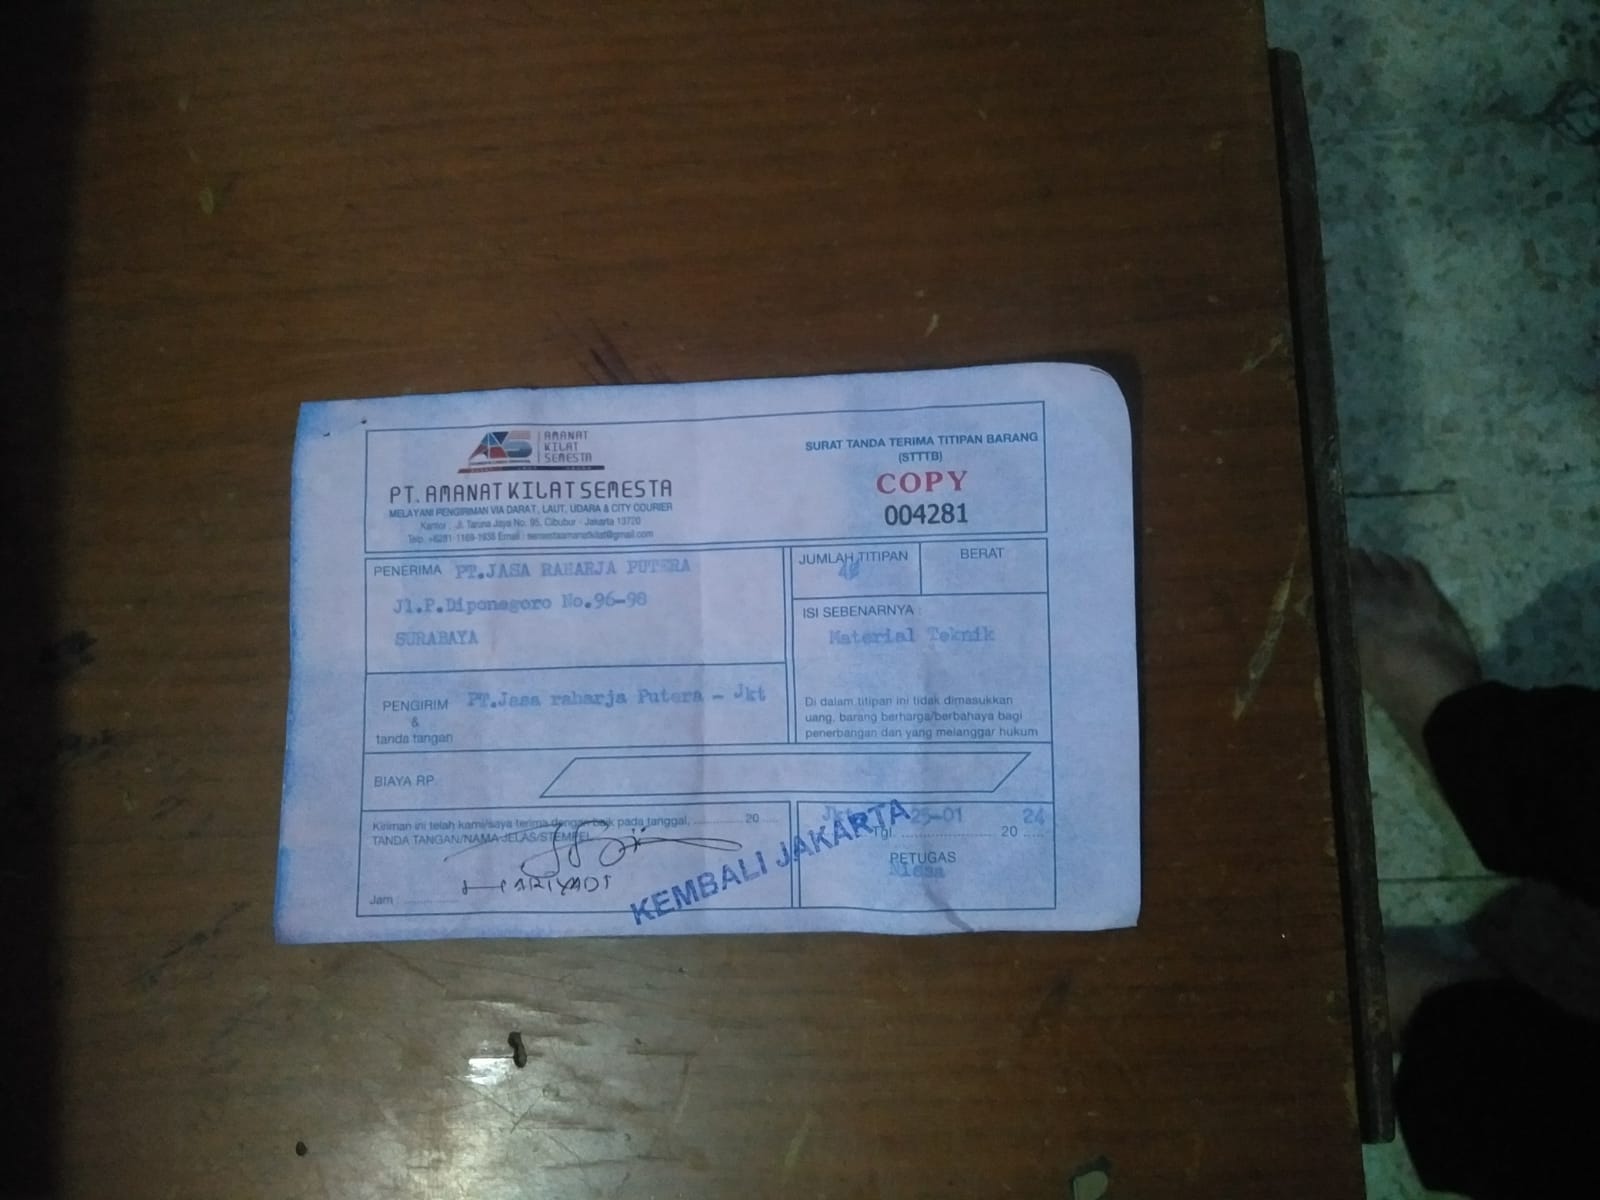 AMANAT
KILAT
SEMESTA
PT. AMANAT KILAT SEMESTA
MELAYANI PENGIRIMAN VIA DARAT, LAUT, UDARA & CITY COURIER
Kantor : Jl. Taruna Jaya No. 95, Cibubur - Jakarta 13720
Telp. +6281-1169-1938 Email : semestaamanatkilat@gmail.com
SURAT TANDA TERIMA TITIPAN BARANG
(STTTB)
COPY
004281
PENERIMA PT.JASA RAHARJA PUTERA
Jl.P.Diponegoro No.96-98
SURABAYA
JUMLAH TITIPAN
BERAT
ISI SEBENARNYA :
Material Teknik
Di dalam titipan ini tidak dimasukkan
uang, barang berharga/berbahaya bagi
penerbangan dan yang melanggar hukum
PENGIRIM PT.Jasa raharja Putera - Jkt
&
tanda tangan
BIAYA RP.
Kiriman ini telah kami/saya terima dengan baik pada tanggal, ............... 20 ....
TANDA TANGAN/NAMA JELAS/STEMPEL
HARIYADI
Jam ..............
KEMBALI JAKARTA
Jkt 25-01 24
Tgl. ........................ 20 .....
PETUGAS
Nissa